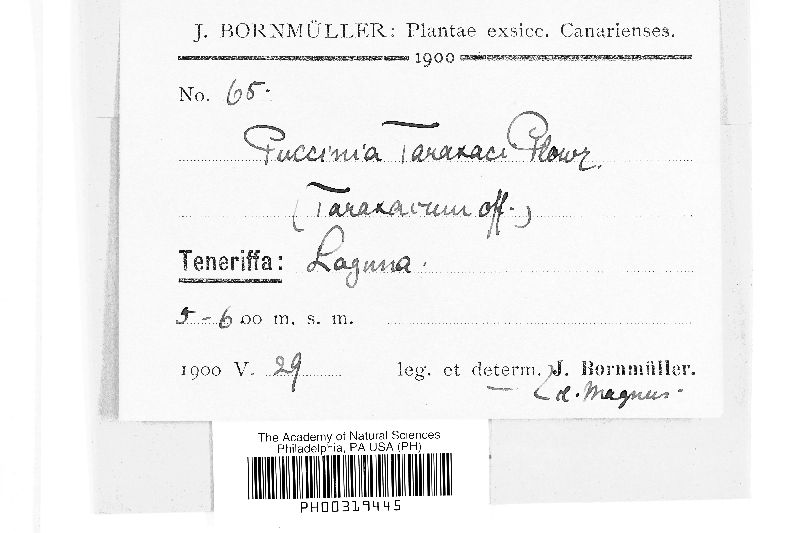 J. BORNMÜLLER: Plantae exsicc. Canarienses.
1900
No. 65.
Puccinia Taraxaci Plowr.
(Taraxacum off.)
Teneriffa: Laguna.
5-600 m. s. m.
1900 V. 29 leg. et determ. J. Bornmüller.
d. Magnus.
The Academy of Natural Sciences
Philadelphia, PA USA (PH)
PH00319445